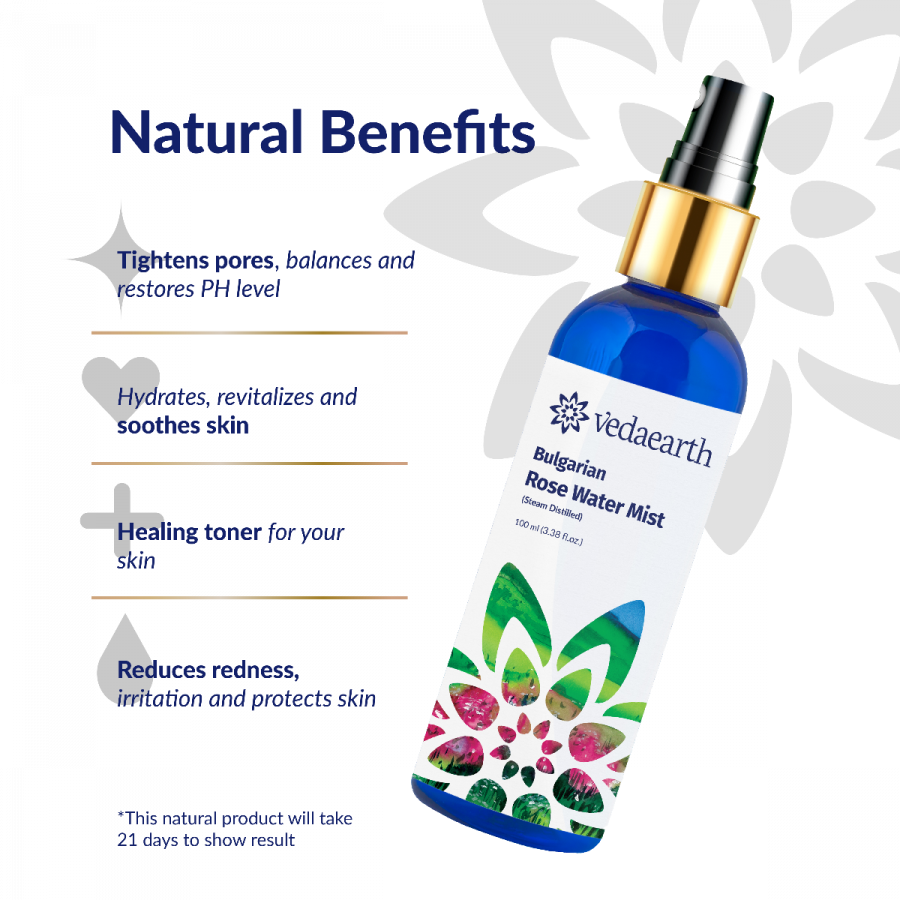 Natural Benefits
Tightens pores, balances and
restores PH level
Hydrates, revitalizes and
soothes skin
Healing toner for your
skin
Reduces redness,
irritation and protects skin
*This natural product will take
21 days to show result
vedaearth
Bulgarian
Rose Water Mist
(Steam Distilled)
100 ml (3.38 fl.oz.)